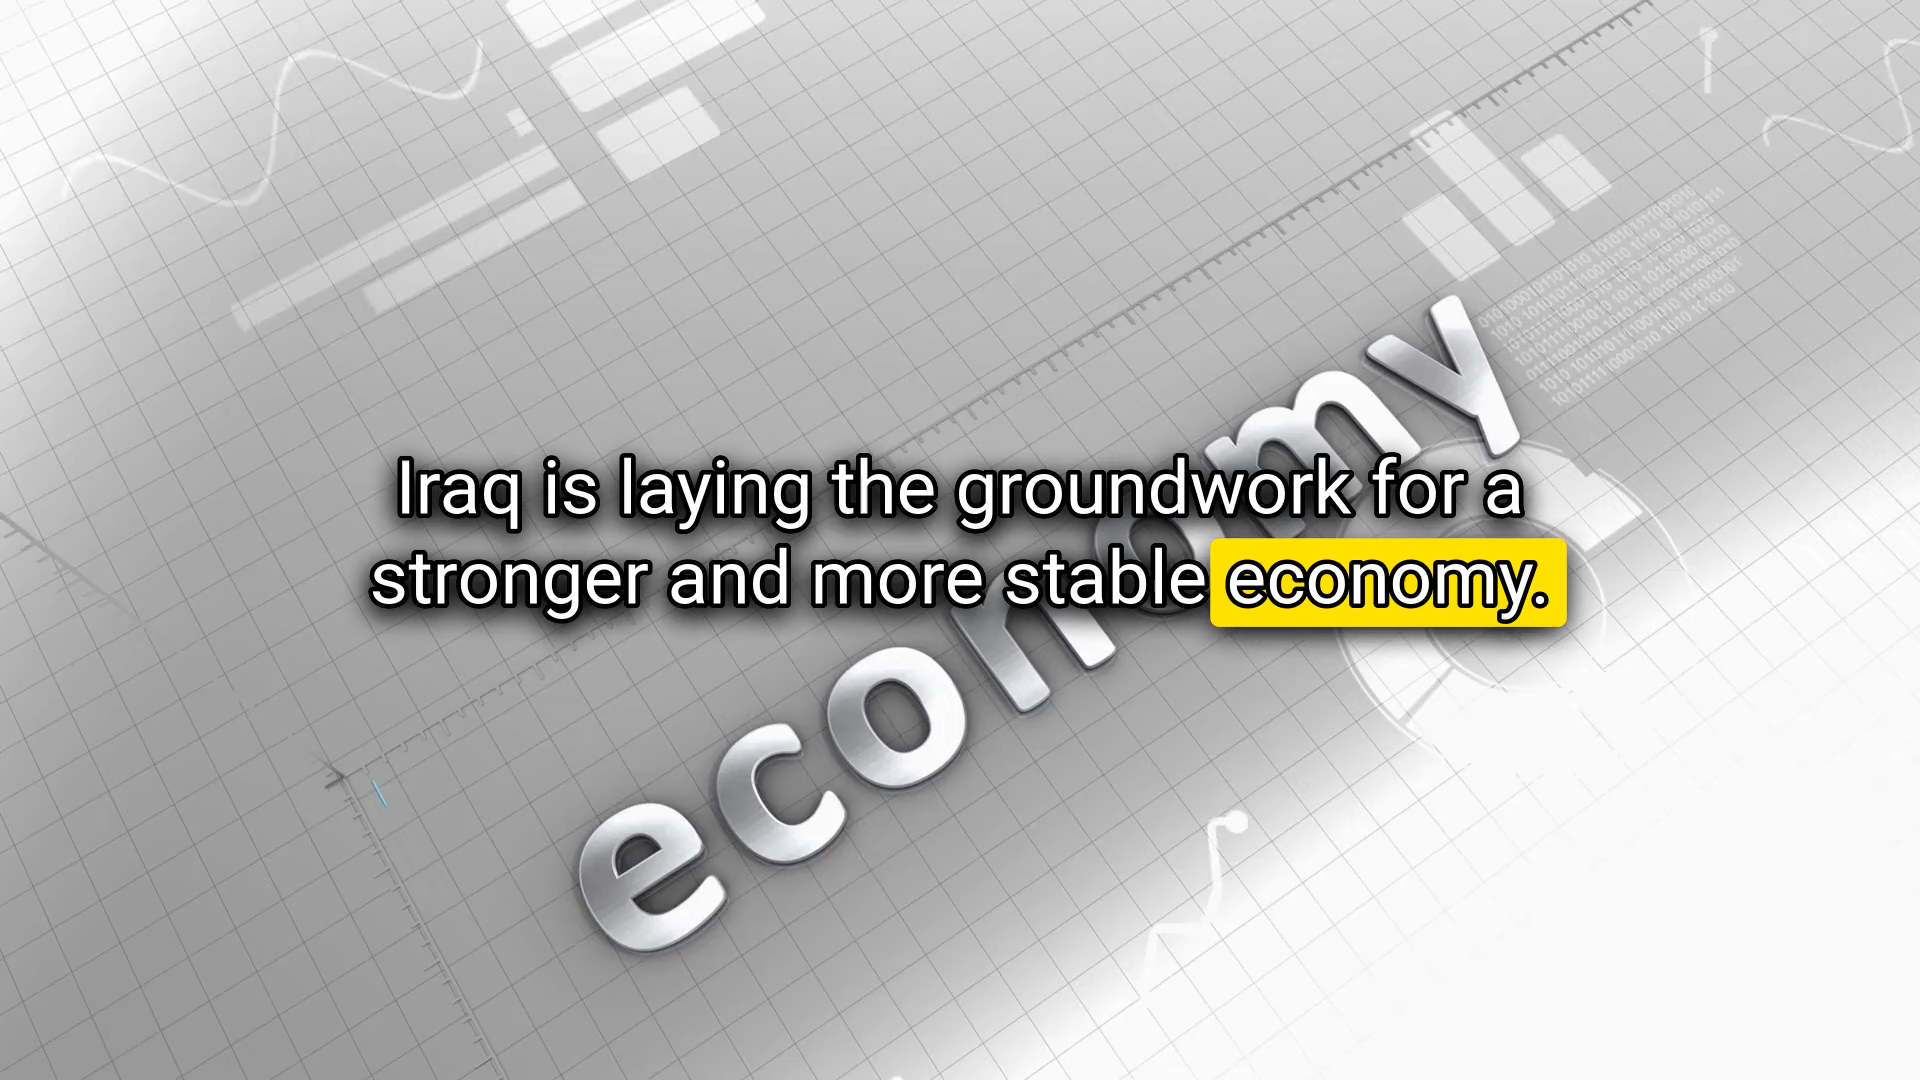 Iraq is laying the groundwork for a
stronger and more stable economy.
economy